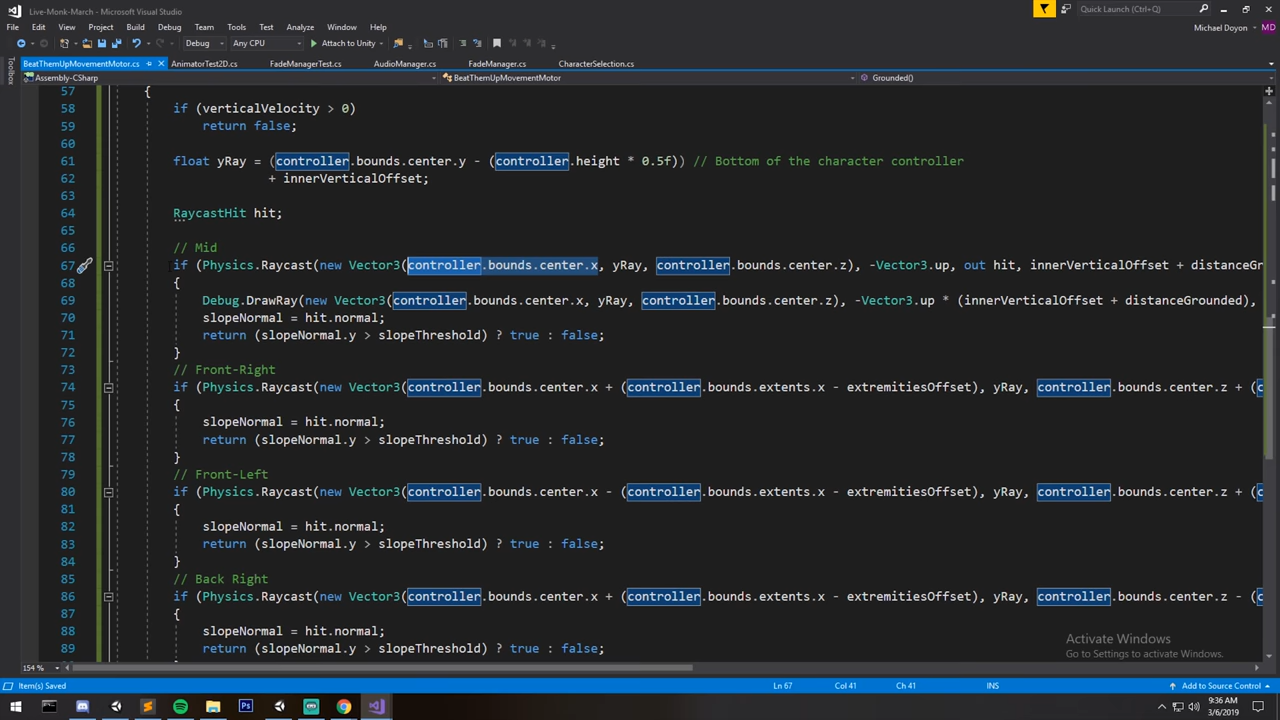 Live-Monk-March - Microsoft Visual Studio
Quick Launch (Ctrl+Q)
File Edit View Project Build Debug Team Tools Test Analyze Window Help
Michael Doyon MD
Debug Any CPU Attach to Unity
BeatThemUpMovementMotor.cs AnimatorTest2D.cs FadeManagerTest.cs AudioManager.cs FadeManager.cs CharacterSelection.cs
Toolbox
Assembly-CSharp BeatThemUpMovementMotor Grounded()
57 {
58 if (verticalVelocity > 0)
59 return false;
60
61 float yRay = (controller.bounds.center.y - (controller.height * 0.5f)) // Bottom of the character controller
62 + innerVerticalOffset;
63
64 RaycastHit hit;
65
66 // Mid
67 if (Physics.Raycast(new Vector3(controller.bounds.center.x, yRay, controller.bounds.center.z), -Vector3.up, out hit, innerVerticalOffset + distanceGr
68 {
69 Debug.DrawRay(new Vector3(controller.bounds.center.x, yRay, controller.bounds.center.z), -Vector3.up * (innerVerticalOffset + distanceGrounded),
70 slopeNormal = hit.normal;
71 return (slopeNormal.y > slopeThreshold) ? true : false;
72 }
73 // Front-Right
74 if (Physics.Raycast(new Vector3(controller.bounds.center.x + (controller.bounds.extents.x - extremitiesOffset), yRay, controller.bounds.center.z + (c
75 {
76 slopeNormal = hit.normal;
77 return (slopeNormal.y > slopeThreshold) ? true : false;
78 }
79 // Front-Left
80 if (Physics.Raycast(new Vector3(controller.bounds.center.x - (controller.bounds.extents.x - extremitiesOffset), yRay, controller.bounds.center.z + (c
81 {
82 slopeNormal = hit.normal;
83 return (slopeNormal.y > slopeThreshold) ? true : false;
84 }
85 // Back Right
86 if (Physics.Raycast(new Vector3(controller.bounds.center.x + (controller.bounds.extents.x - extremitiesOffset), yRay, controller.bounds.center.z - (c
87 {
88 slopeNormal = hit.normal;
89 return (slopeNormal.y > slopeThreshold) ? true : false;
Activate Windows
Go to Settings to activate Windows.
154 %
Item(s) Saved Ln 67 Col 41 Ch 41 INS Add to Source Control
Ps
9:36 AM
3/6/2019